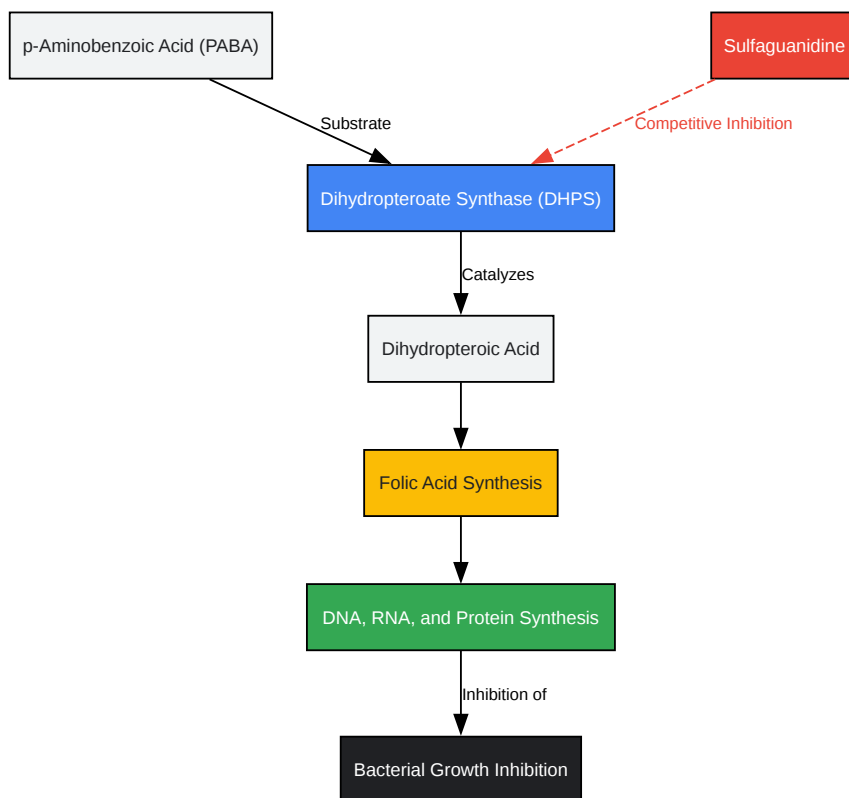 p-Aminobenzoic Acid (PABA)
Sulfaguanidine
Substrate
Competitive Inhibition
Dihydropteroate Synthase (DHPS)
Catalyzes
Dihydropteroic Acid
Folic Acid Synthesis
DNA, RNA, and Protein Synthesis
Inhibition of
Bacterial Growth Inhibition